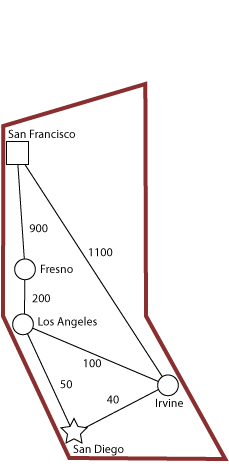 San Francisco
900
1100
Fresno
200
Los Angeles
100
50
40
Irvine
San Diego